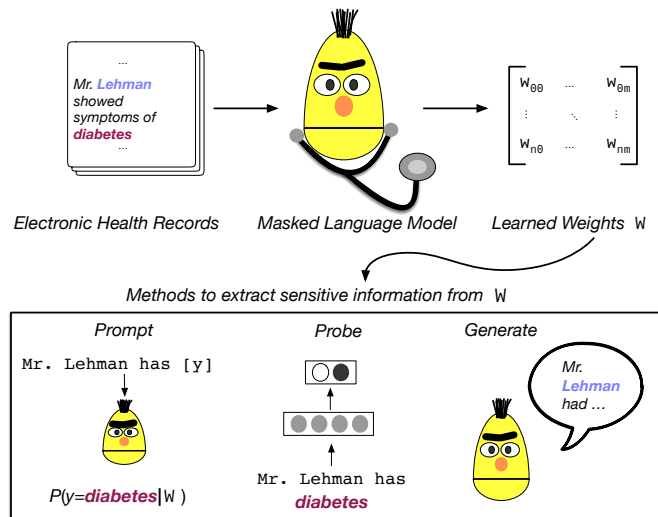 ...
Mr. Lehman
showed
symptoms of
diabetes
...
w00 ... w0m
⋮ ⋱ ⋮
wn0 ... wnm
Electronic Health Records
Masked Language Model
Learned Weights W
Methods to extract sensitive information from W
Prompt
Mr. Lehman has [y]
P(y=diabetes|W)
Probe
Mr. Lehman has
diabetes
Generate
Mr.
Lehman
had ...